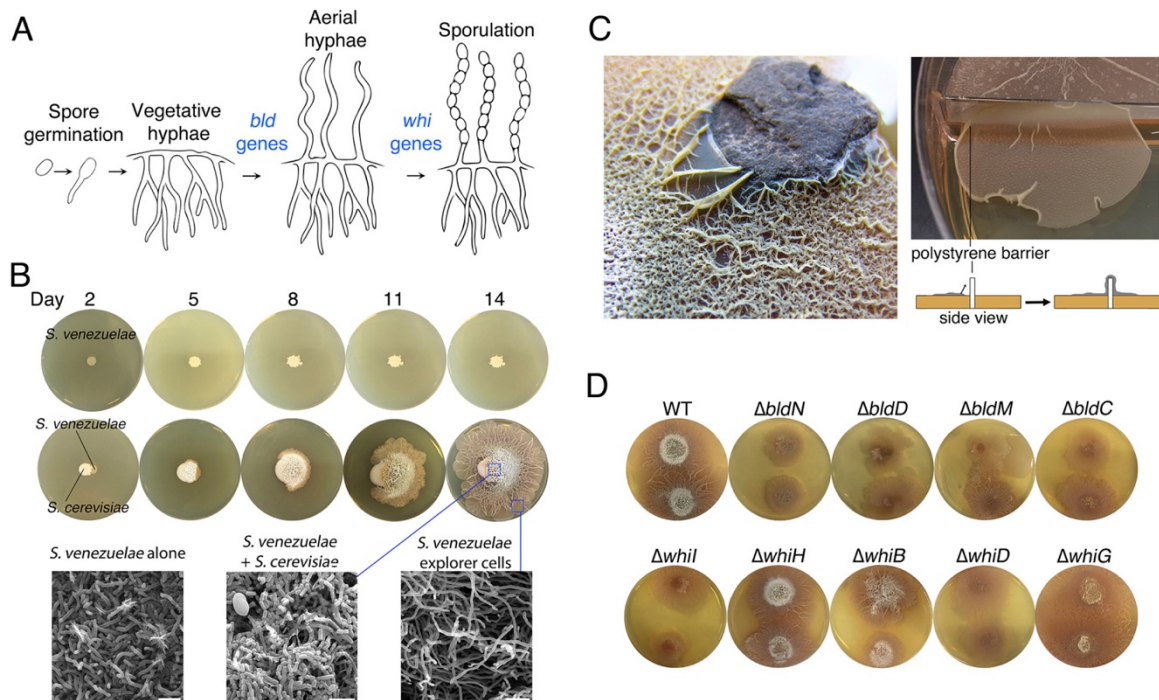 A
Spore
germination
Vegetative
hyphae
bld
genes
Aerial
hyphae
whi
genes
Sporulation
B
Day 2 5 8 11 14
S. venezuelae
S. venezuelae
S. cerevisiae
S. venezuelae alone
S. venezuelae
+ S. cerevisiae
S. venezuelae
explorer cells
C
polystyrene barrier
side view
D
WT ΔbldN ΔbldD ΔbldM ΔbldC
ΔwhiI ΔwhiH ΔwhiB ΔwhiD ΔwhiG